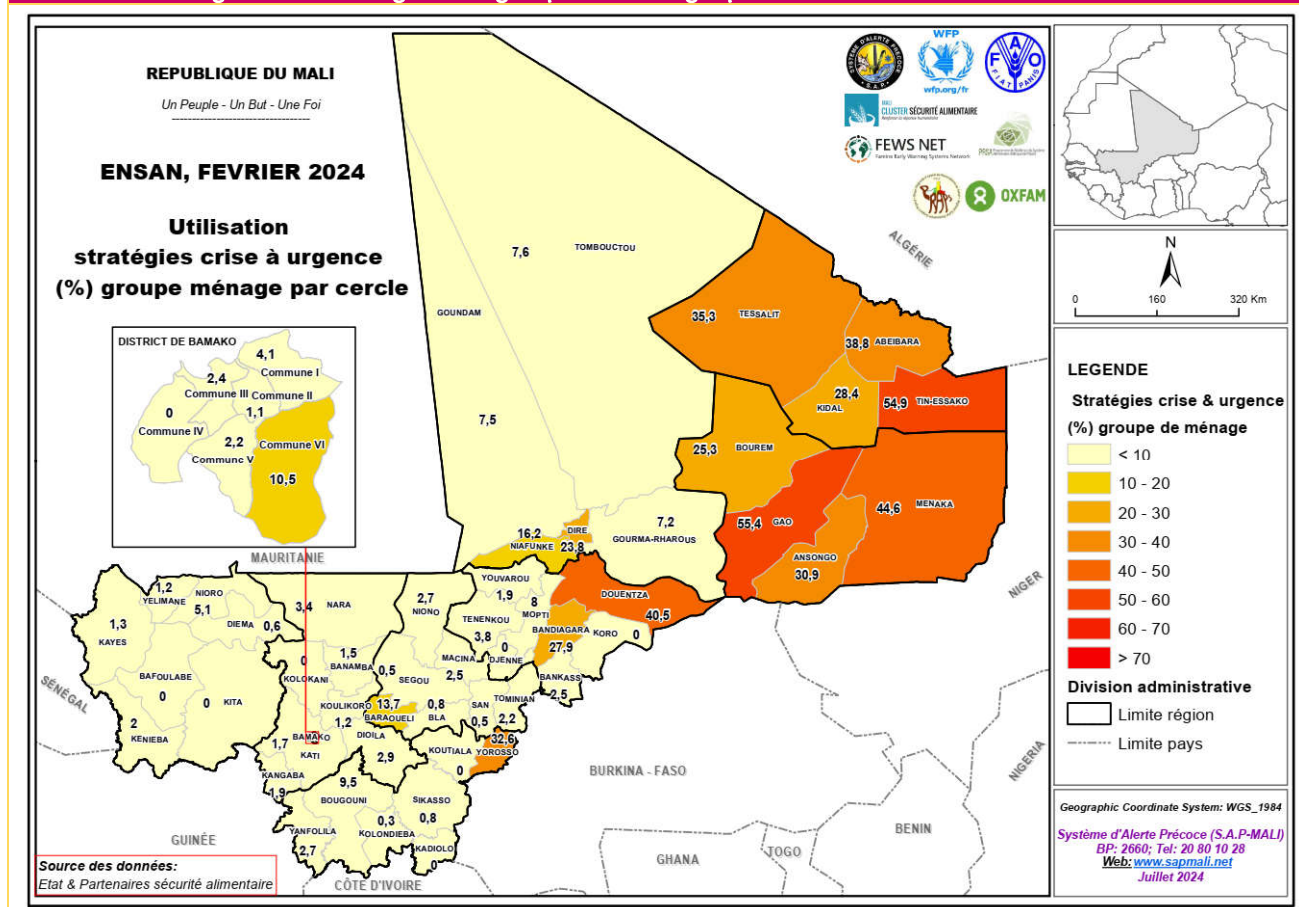 REPUBLIQUE DU MALI
Un Peuple - Un But - Une Foi
ENSAN, FEVRIER 2024
Utilisation
stratégies crise à urgence
(%) groupe ménage par cercle
DISTRICT DE BAMAKO
4,1
Commune I
2,4
Commune III
Commune II
0
1,1
Commune IV
2,2
Commune VI
Commune V
10,5
SYSTÈME D'ALERTE PRÉCOCE
S.A.P.
WFP
wfp.org/fr
FAO
FIAT PANIS
MALI
CLUSTER SÉCURITÉ ALIMENTAIRE
FEWS NET
Famine Early Warning Systems Network
OXFAM
ALGÉRIE
MAURITANIE
SÉNÉGAL
GUINÉE
CÔTE D'IVOIRE
BURKINA - FASO
GHANA
TOGO
BENIN
NIGERIA
NIGER
7,6
TOMBOUCTOU
GOUNDAM
7,5
35,3
TESSALIT
38,8
ABEIBARA
28,4
KIDAL
54,9
TIN-ESSAKO
25,3
BOUREM
44,6
MENAKA
55,4
GAO
ANSONGO
30,9
7,2
GOURMA-RHAROUS
16,2
NIAFUNKE
DIRE
23,8
DOUENTZA
40,5
YOUVAROU
1,9
8
MOPTI
TENENKOU
3,8
0
DJENNE
BANDIAGARA
27,9
KORO
0
BANKASS
2,5
2,7
NIONO
MACINA
2,5
0,5
SEGOU
13,7
BARAOUELI
0,8
BLA
SAN
0,5
TOMINIAN
2,2
1,2
YELIMANE
NIORO
5,1
DIEMA
0,6
1,3
KAYES
BAFOULABE
0
0
KITA
2
KENIEBA
3,4
NARA
0
KOLOKANI
1,5
BANAMBA
KOULIKORO
1,2
BAMAKO
1,7
KATI
DIOILA
2,9
KANGABA
1,9
KOUTIALA
0
32,6
YOROSSO
9,5
BOUGOUNI
SIKASSO
0,8
YANFOLILA
2,7
0,3
KOLONDIEBA
KADIOLO
0
Source des données:
Etat & Partenaires sécurité alimentaire
N
0 160 320 Km
LEGENDE
Stratégies crise & urgence
(%) groupe de ménage
< 10
10 - 20
20 - 30
30 - 40
40 - 50
50 - 60
60 - 70
> 70
Division administrative
Limite région
Limite pays
Geographic Coordinate System: WGS_1984
Système d'Alerte Précoce (S.A.P-MALI)
BP: 2660; Tel: 20 80 10 28
Web: www.sapmali.net
Juillet 2024